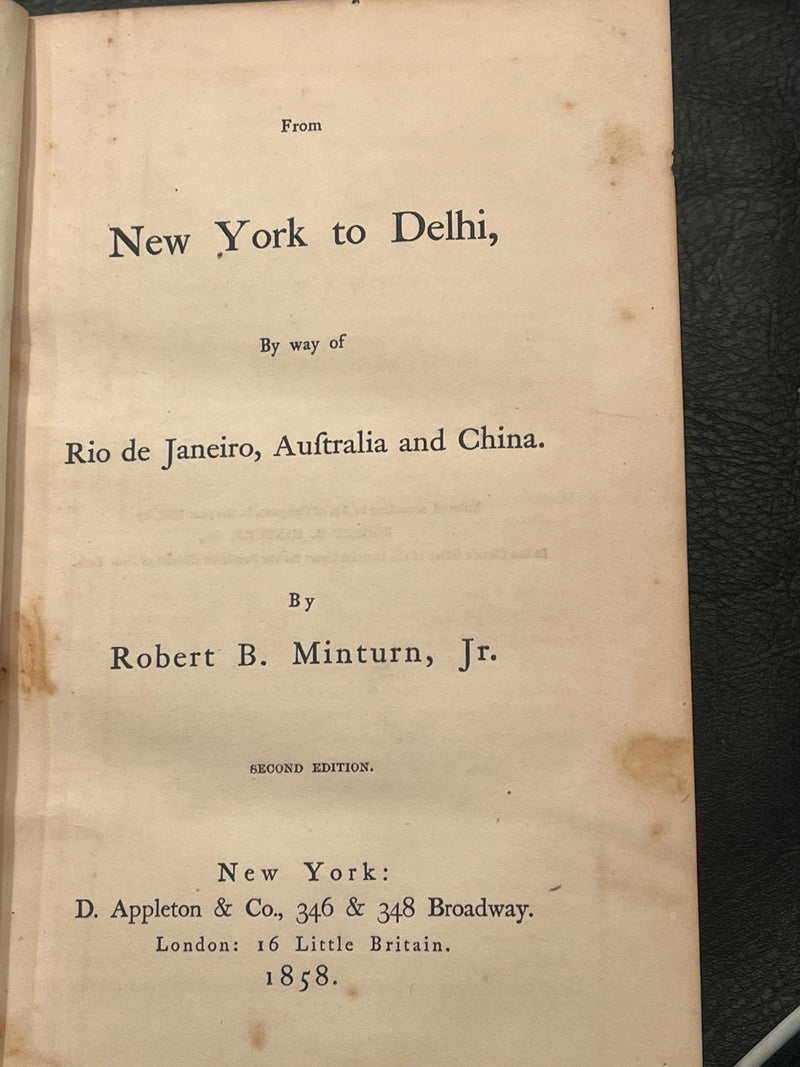 From
New York to Delhi,
By way of
Rio de Janeiro, Auſtralia and China.
By
Robert B. Minturn, Jr.
SECOND EDITION.
New York:
D. Appleton & Co., 346 & 348 Broadway.
London: 16 Little Britain.
1858.